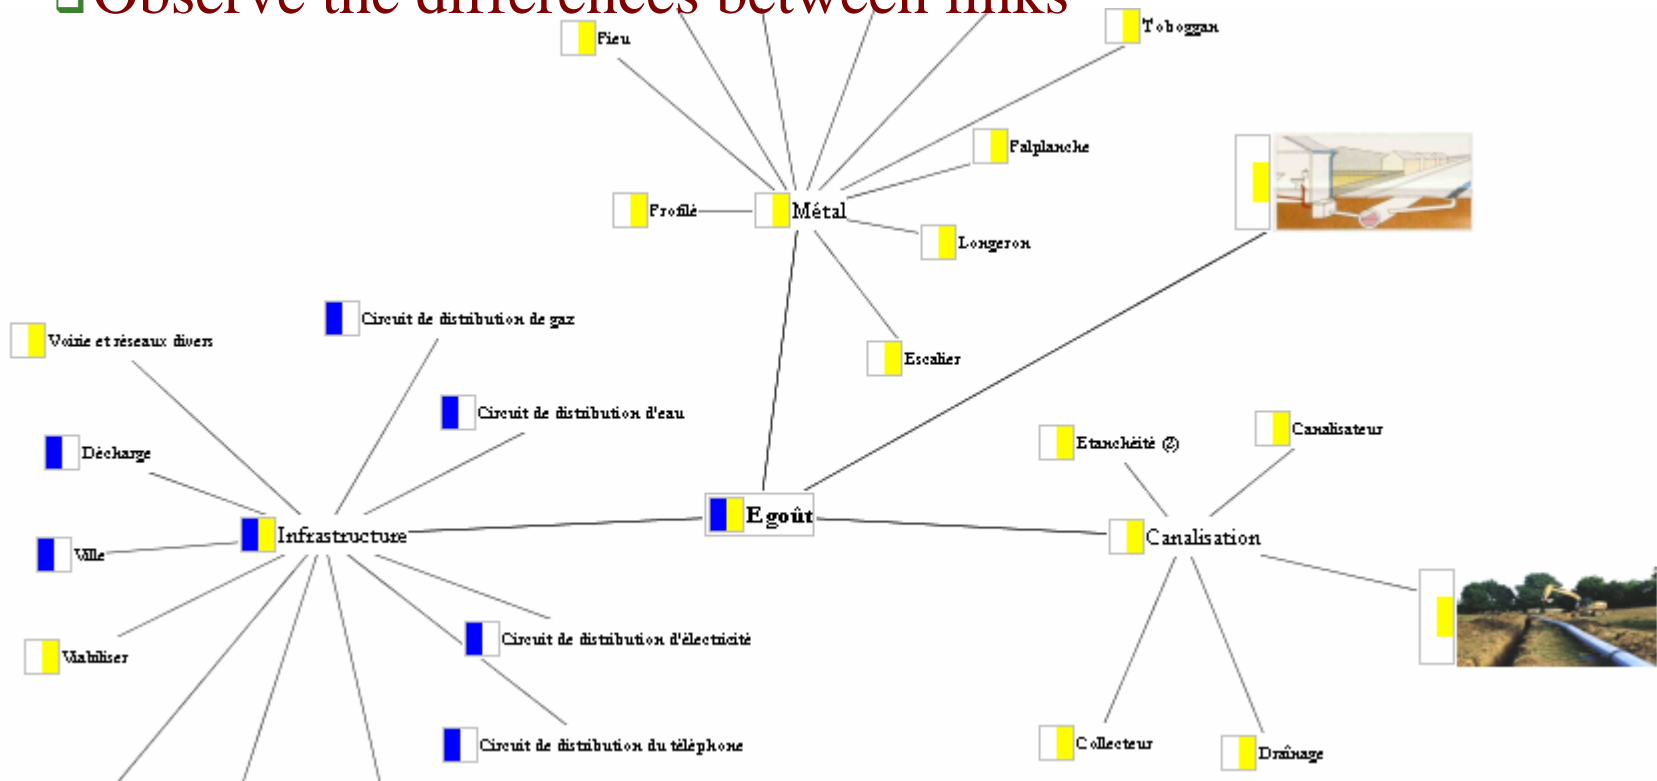 Observe the differences between links
Pieu
Toboggan
Palplanche
Profilé
Métal
Longeron
Circuit de distribution de gaz
Voirie et réseaux divers
Escalier
Circuit de distribution d'eau
Canalisateur
Etanchéité (2)
Décharge
Egoût
Infrastructure
Canalisation
Ville
Circuit de distribution d'électricité
Viabiliser
Circuit de distribution du téléphone
Collecteur
Draînage